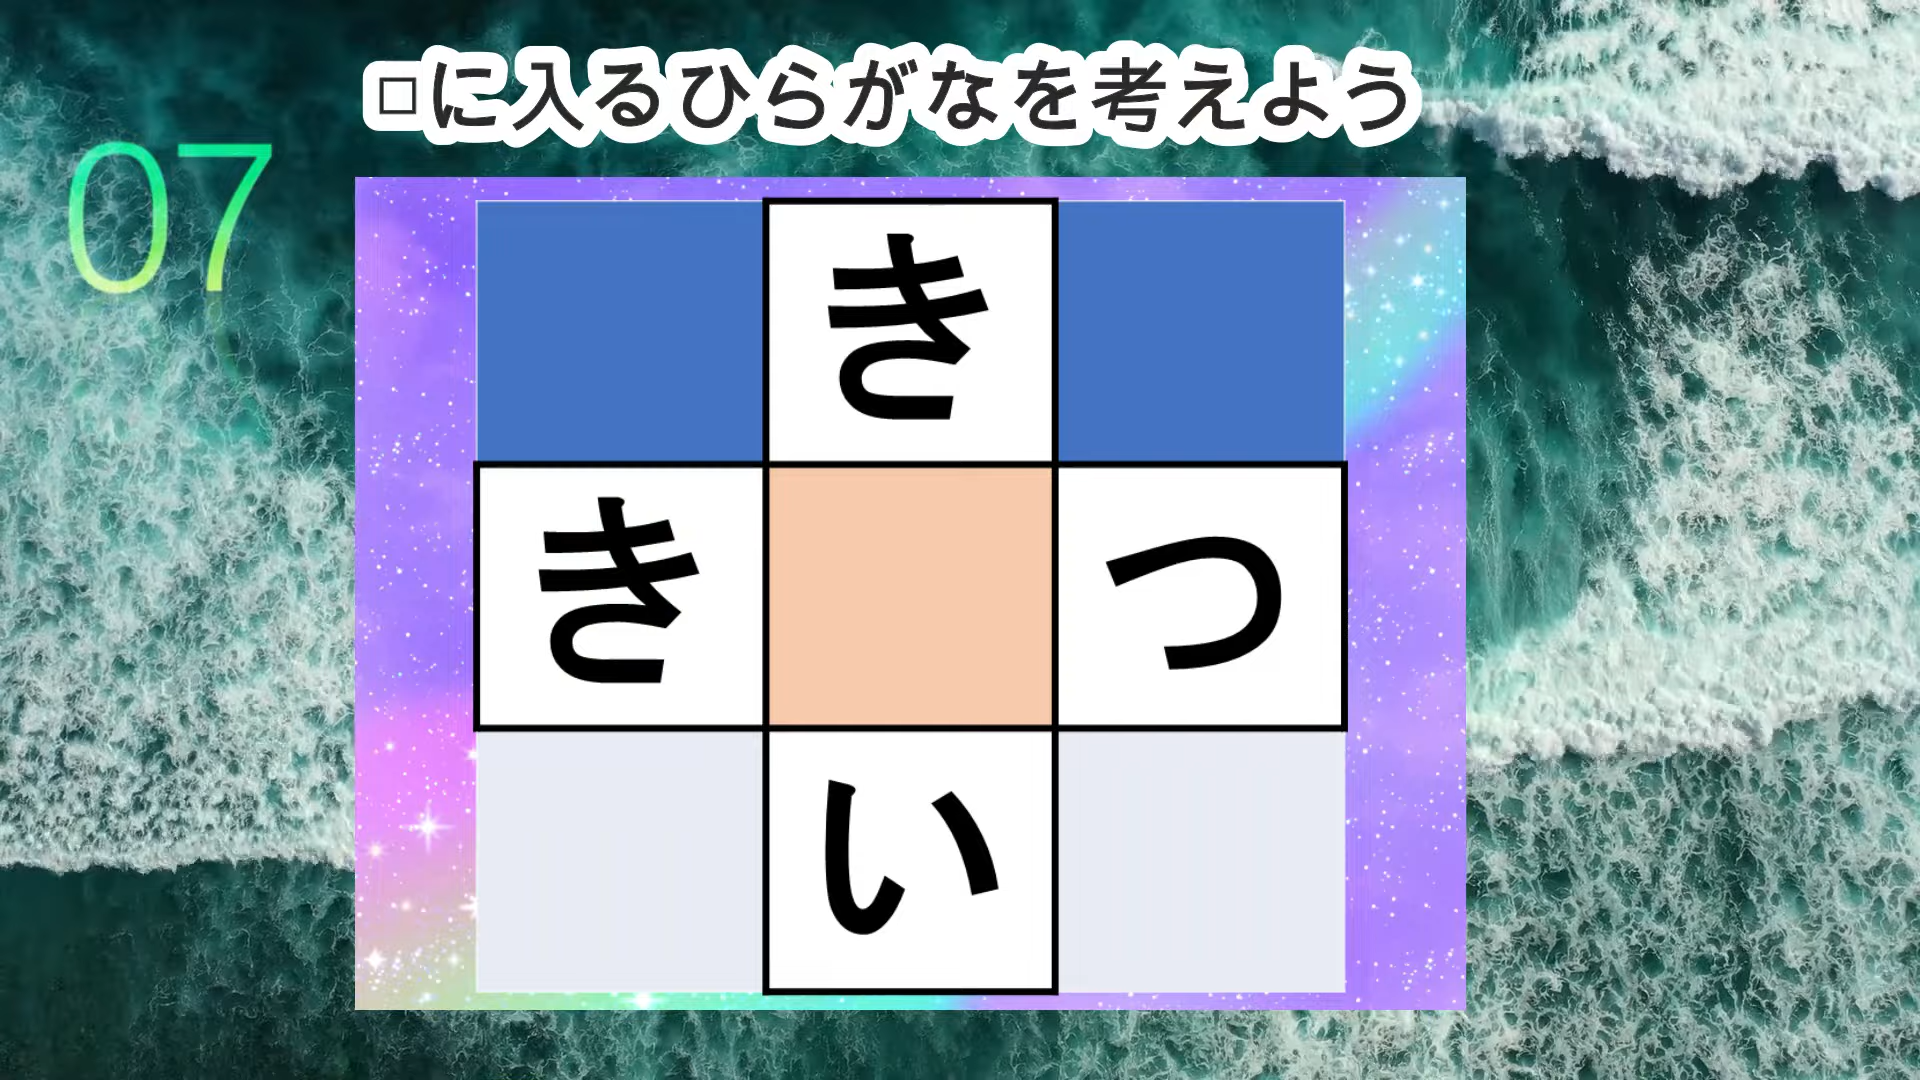 □に入るひらがなを考えよう
07
き
き つ
い